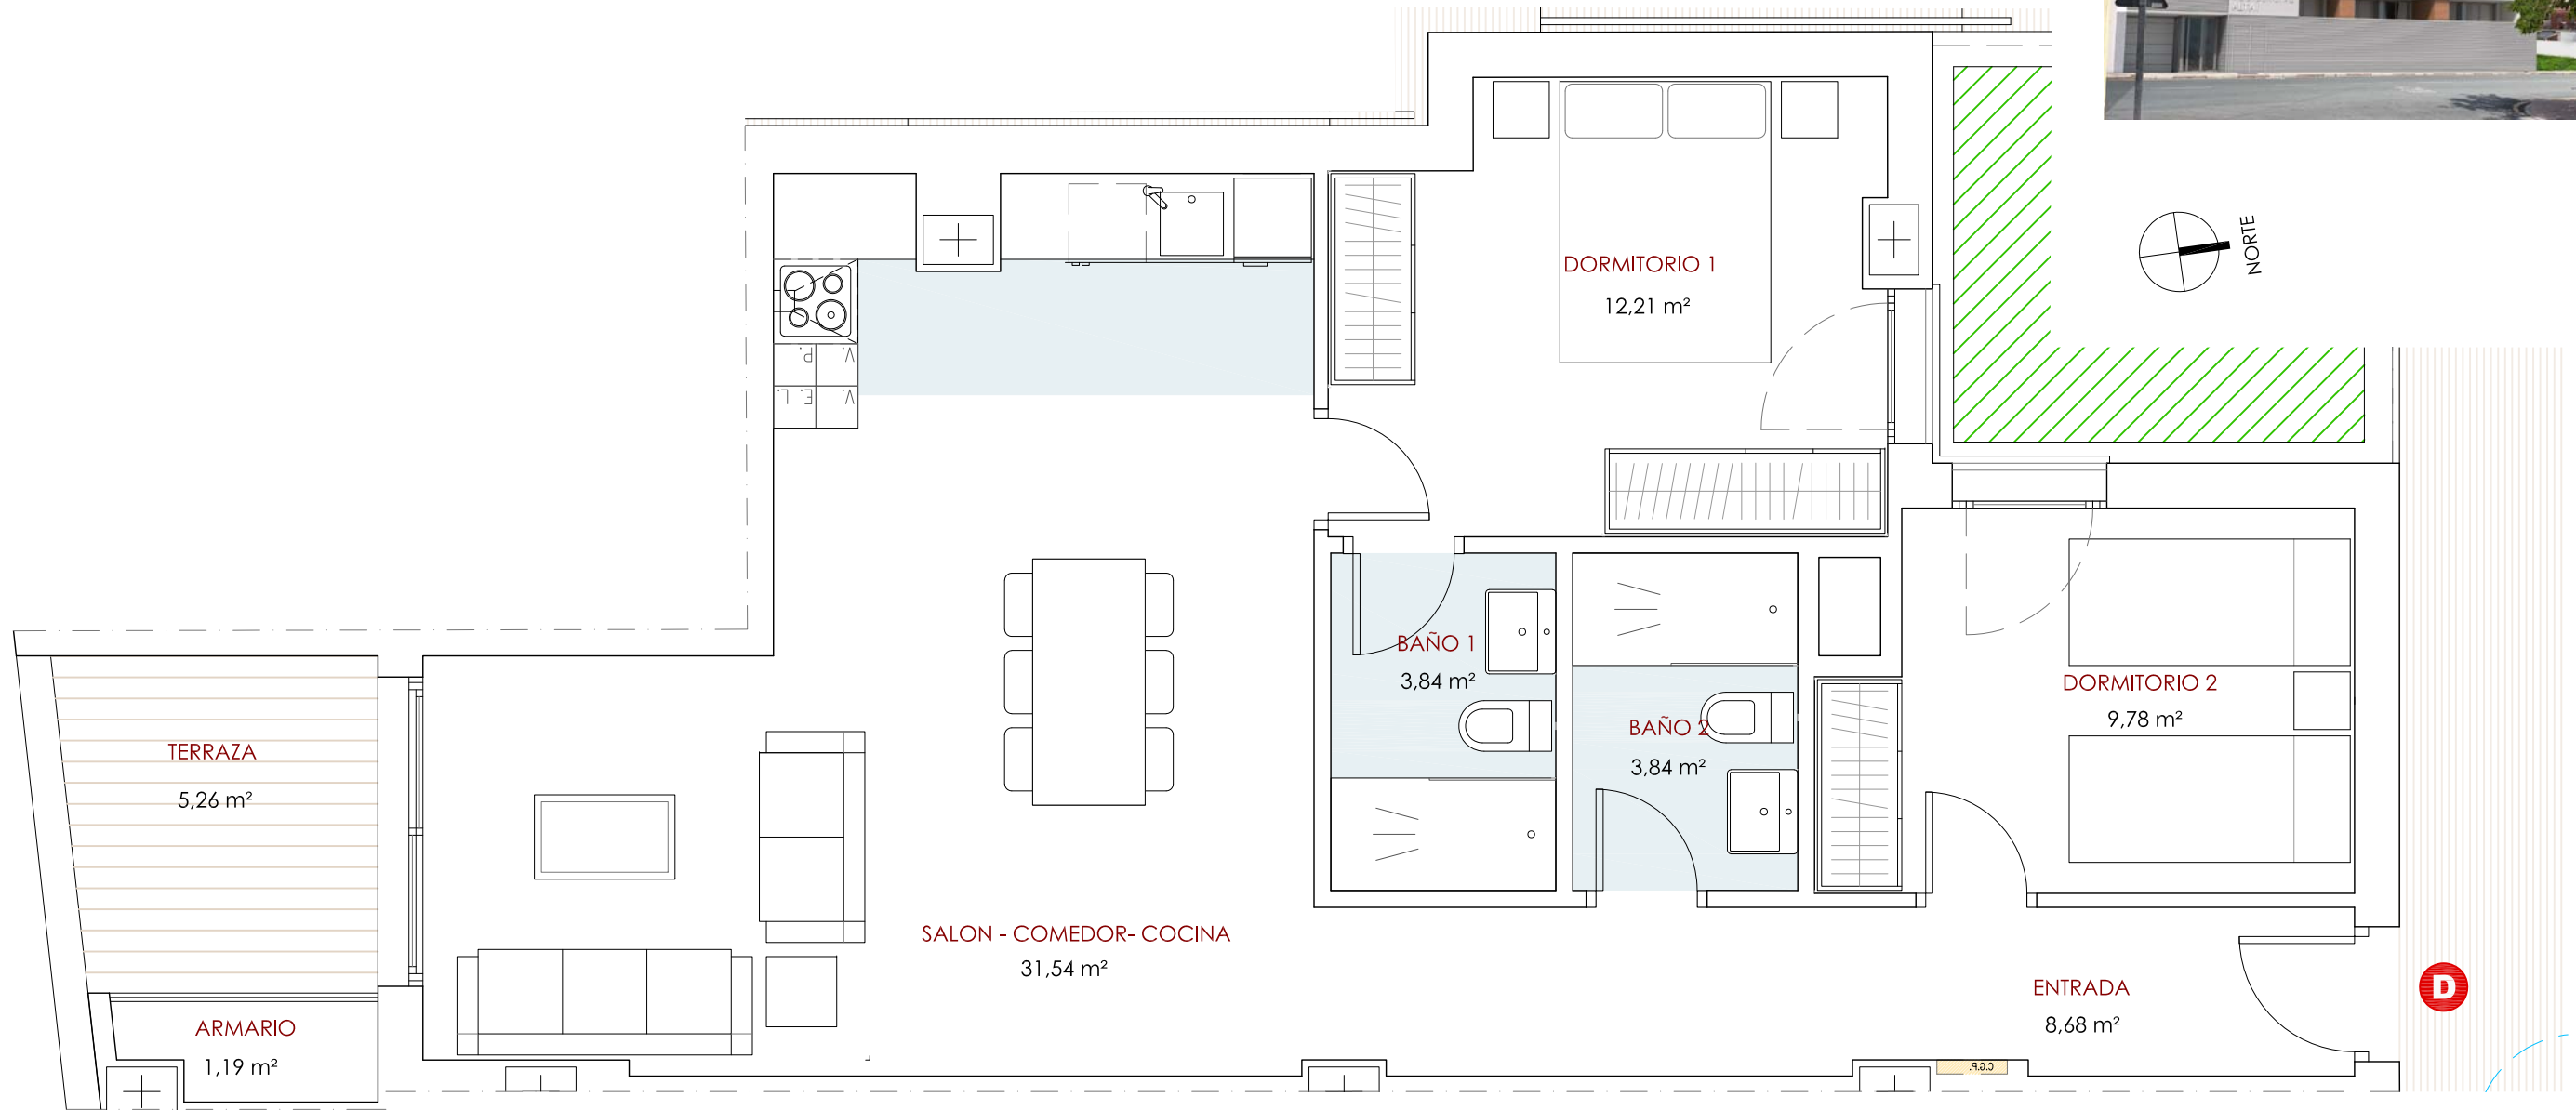 DORMITORIO 1
12,21 m²
NORTE
V.
P.
V.
E. L.
BAÑO 1
3,84 m²
BAÑO 2
3,84 m²
DORMITORIO 2
9,78 m²
TERRAZA
5,26 m²
SALON - COMEDOR- COCINA
31,54 m²
ENTRADA
8,68 m²
D
ARMARIO
1,19 m²
C.G.P.